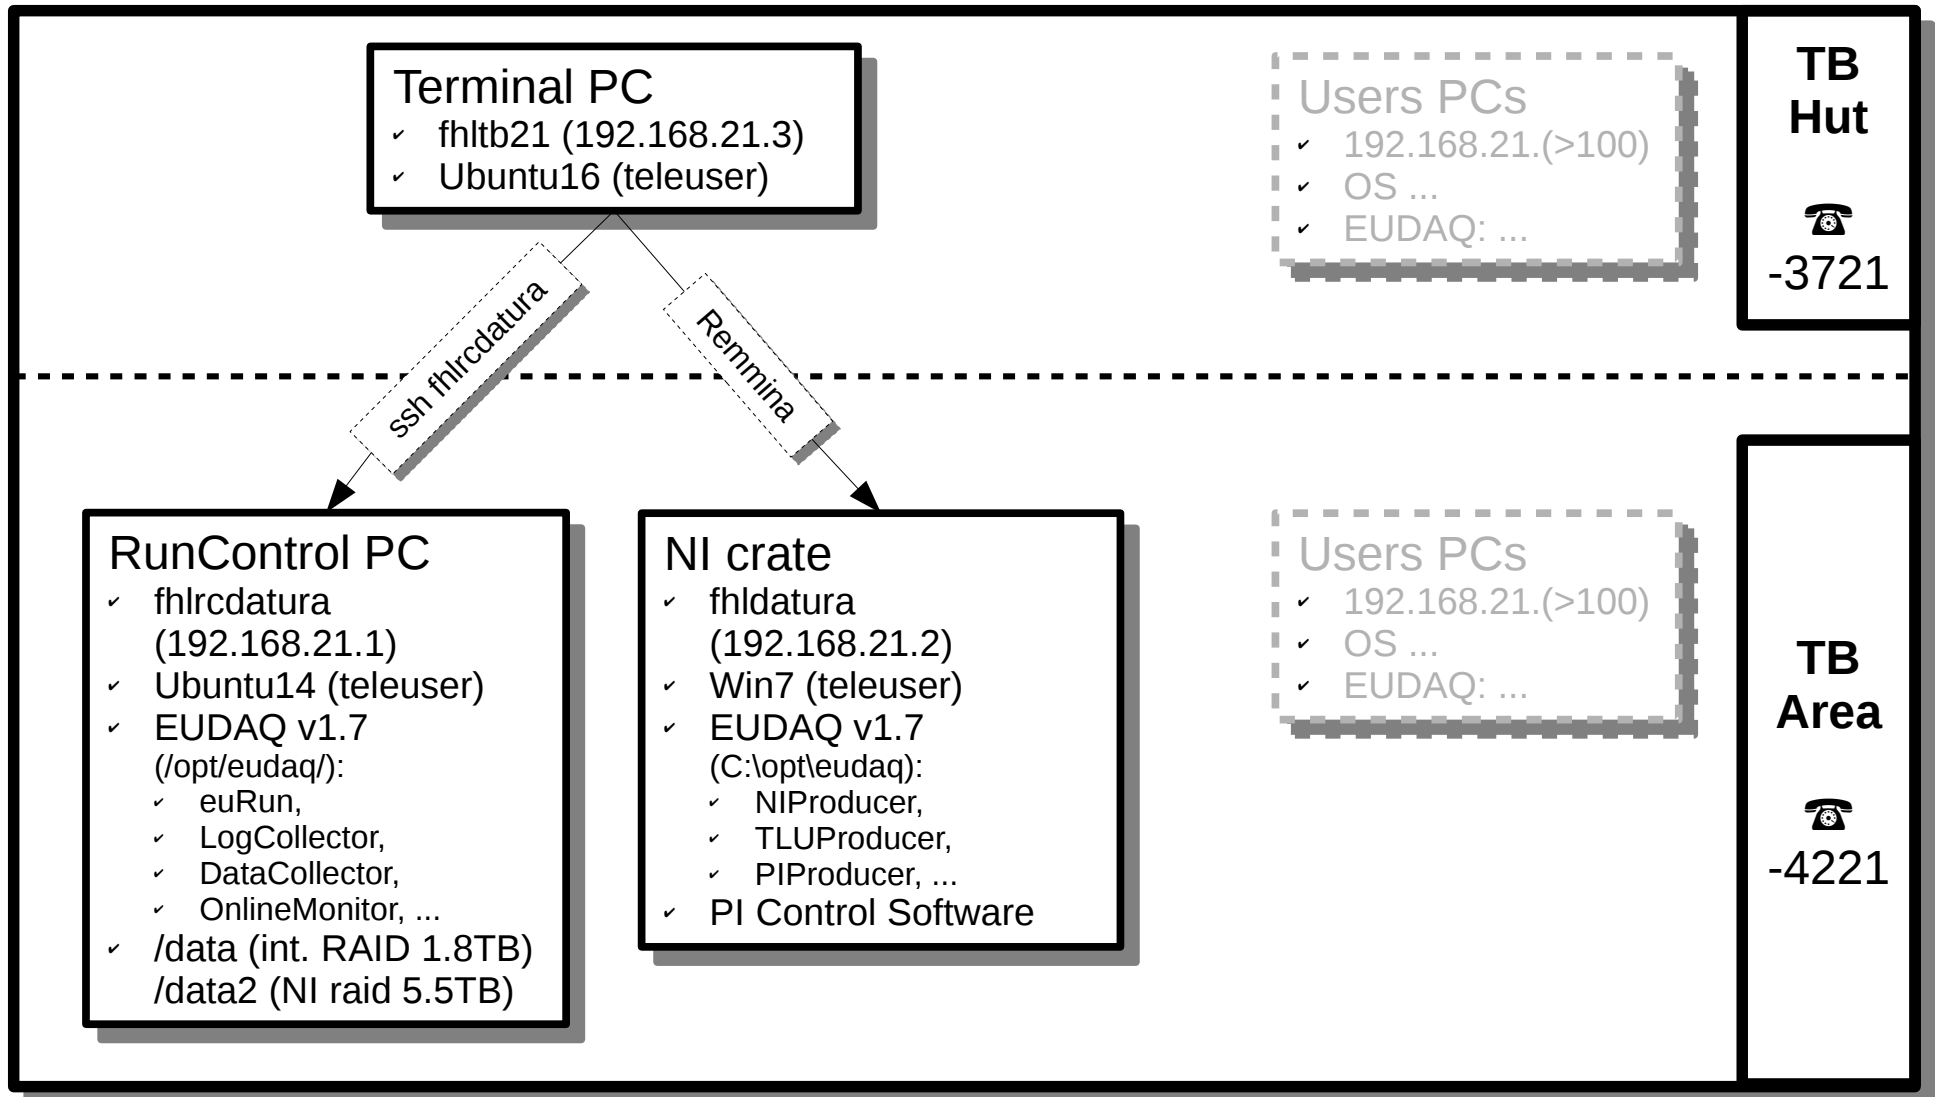 Terminal PC
fhltb21 (192.168.21.3)
Ubuntu16 (teleuser)
Users PCs
192.168.21.(>100)
OS ...
EUDAQ: ...
TB
Hut
☎
-3721
ssh fhlrcdatura
Remmina
RunControl PC
fhlrcdatura
(192.168.21.1)
Ubuntu14 (teleuser)
EUDAQ v1.7
(/opt/eudaq/):
euRun,
LogCollector,
DataCollector,
OnlineMonitor, ...
/data (int. RAID 1.8TB)
/data2 (NI raid 5.5TB)
NI crate
fhldatura
(192.168.21.2)
Win7 (teleuser)
EUDAQ v1.7
(C:\opt\eudaq):
NIProducer,
TLUProducer,
PIProducer, ...
PI Control Software
Users PCs
192.168.21.(>100)
OS ...
EUDAQ: ...
TB
Area
☎
-4221